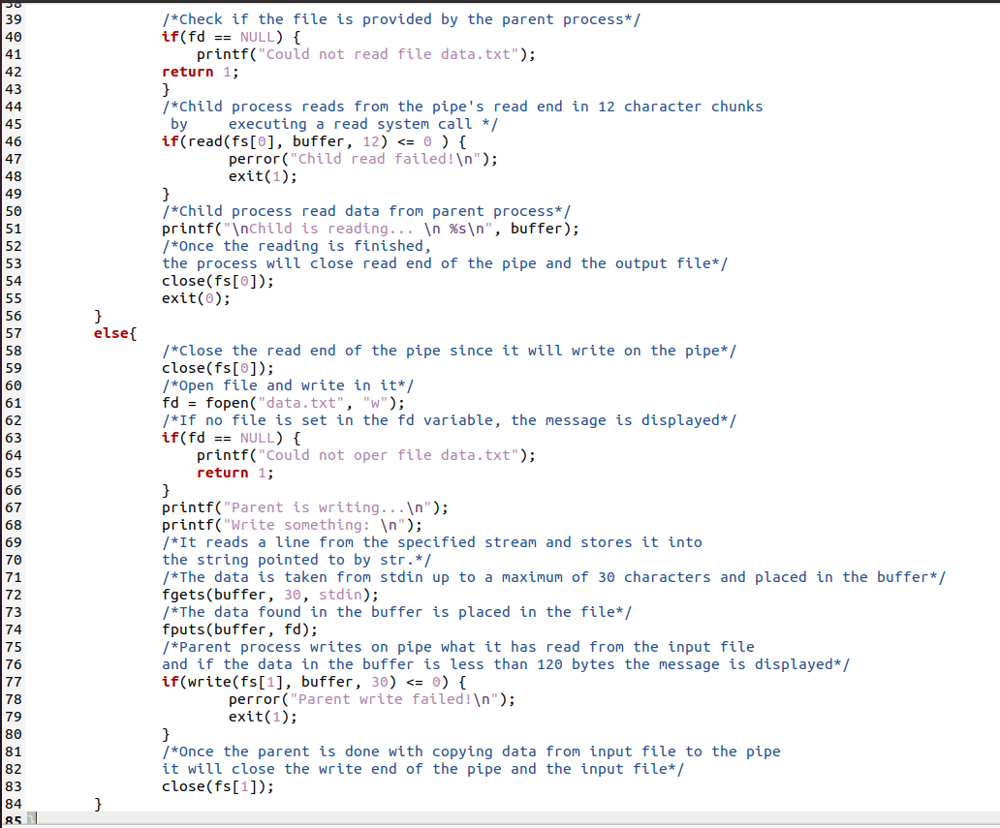 38
39 /*Check if the file is provided by the parent process*/
40 if(fd == NULL) {
41 printf("Could not read file data.txt");
42 return 1;
43 }
44 /*Child process reads from the pipe's read end in 12 character chunks
45 by executing a read system call */
46 if(read(fs[0], buffer, 12) <= 0 ) {
47 perror("Child read failed!\n");
48 exit(1);
49 }
50 /*Child process read data from parent process*/
51 printf("\nChild is reading... \n %s\n", buffer);
52 /*Once the reading is finished,
53 the process will close read end of the pipe and the output file*/
54 close(fs[0]);
55 exit(0);
56 }
57 else{
58 /*Close the read end of the pipe since it will write on the pipe*/
59 close(fs[0]);
60 /*Open file and write in it*/
61 fd = fopen("data.txt", "w");
62 /*If no file is set in the fd variable, the message is displayed*/
63 if(fd == NULL) {
64 printf("Could not oper file data.txt");
65 return 1;
66 }
67 printf("Parent is writing...\n");
68 printf("Write something: \n");
69 /*It reads a line from the specified stream and stores it into
70 the string pointed to by str.*/
71 /*The data is taken from stdin up to a maximum of 30 characters and placed in the buffer*/
72 fgets(buffer, 30, stdin);
73 /*The data found in the buffer is placed in the file*/
74 fputs(buffer, fd);
75 /*Parent process writes on pipe what it has read from the input file
76 and if the data in the buffer is less than 120 bytes the message is displayed*/
77 if(write(fs[1], buffer, 30) <= 0) {
78 perror("Parent write failed!\n");
79 exit(1);
80 }
81 /*Once the parent is done with copying data from input file to the pipe
82 it will close the write end of the pipe and the input file*/
83 close(fs[1]);
84 }
85 }